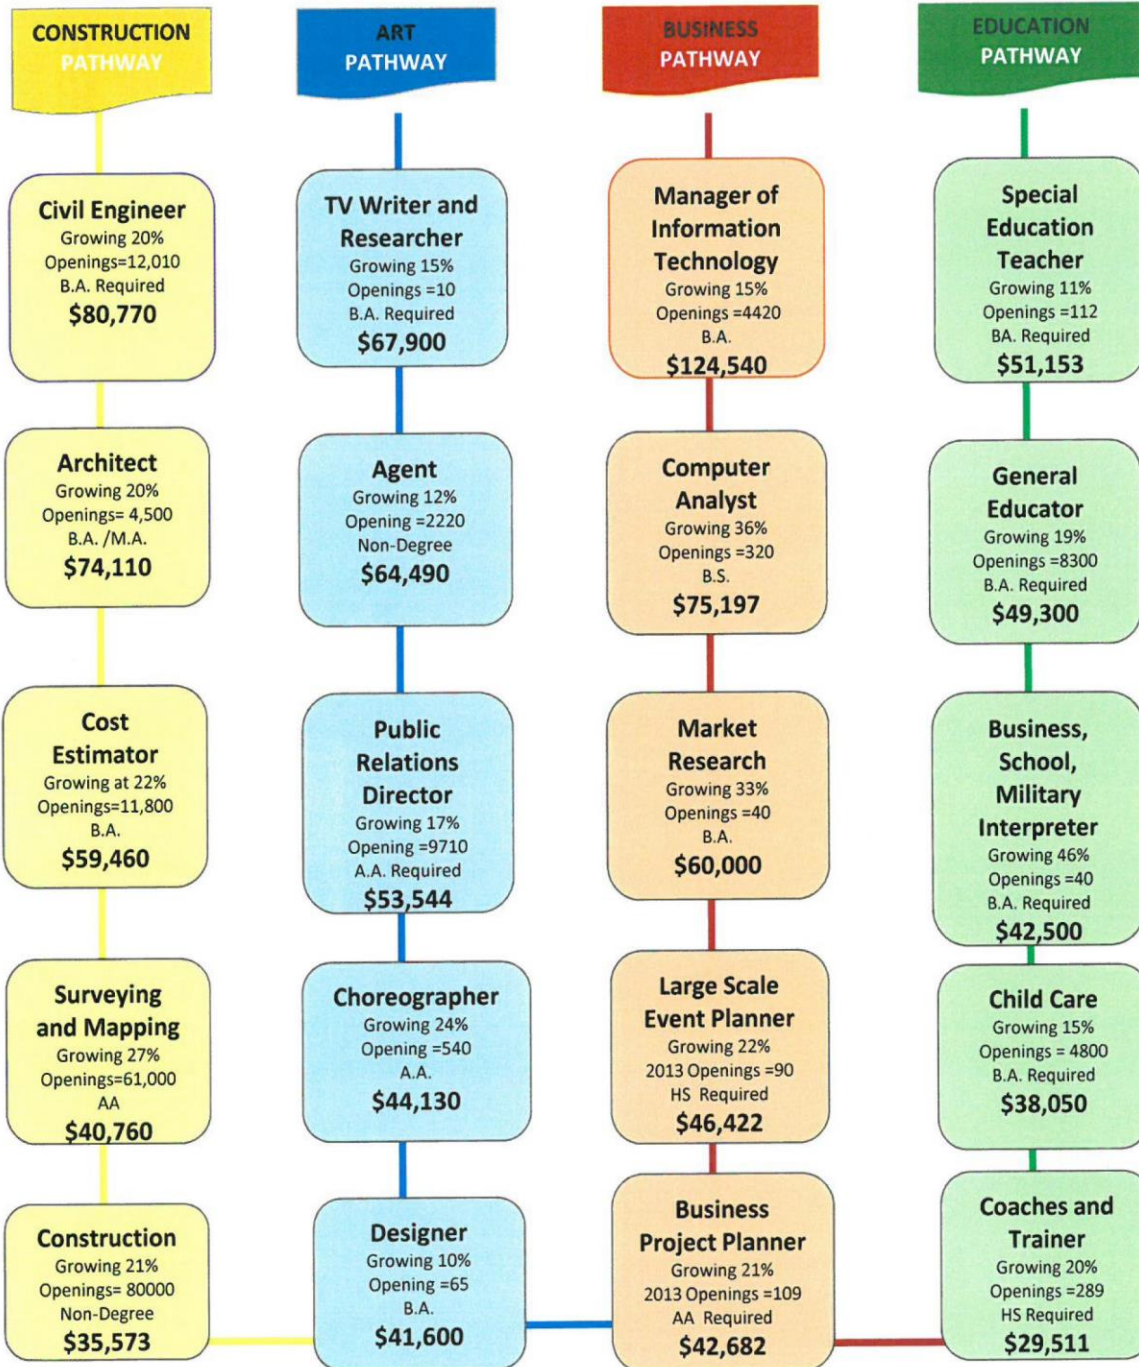 CONSTRUCTION
PATHWAY
Civil Engineer
Growing 20%
Openings=12,010
B.A. Required
$80,770
Architect
Growing 20%
Openings= 4,500
B.A. /M.A.
$74,110
Cost
Estimator
Growing at 22%
Openings=11,800
B.A.
$59,460
Surveying
and Mapping
Growing 27%
Openings=61,000
AA
$40,760
Construction
Growing 21%
Openings= 80000
Non-Degree
$35,573
ART
PATHWAY
TV Writer and
Researcher
Growing 15%
Openings =10
B.A. Required
$67,900
Agent
Growing 12%
Opening =2220
Non-Degree
$64,490
Public
Relations
Director
Growing 17%
Opening =9710
A.A. Required
$53,544
Choreographer
Growing 24%
Opening =540
A.A.
$44,130
Designer
Growing 10%
Opening =65
B.A.
$41,600
BUSINESS
PATHWAY
Manager of
Information
Technology
Growing 15%
Openings =4420
B.A.
$124,540
Computer
Analyst
Growing 36%
Openings =320
B.S.
$75,197
Market
Research
Growing 33%
Openings =40
B.A.
$60,000
Large Scale
Event Planner
Growing 22%
2013 Openings =90
HS Required
$46,422
Business
Project Planner
Growing 21%
2013 Openings =109
AA Required
$42,682
EDUCATION
PATHWAY
Special
Education
Teacher
Growing 11%
Openings =112
BA. Required
$51,153
General
Educator
Growing 19%
Openings =8300
B.A. Required
$49,300
Business,
School,
Military
Interpreter
Growing 46%
Openings =40
B.A. Required
$42,500
Child Care
Growing 15%
Openings = 4800
B.A. Required
$38,050
Coaches and
Trainer
Growing 20%
Openings =289
HS Required
$29,511